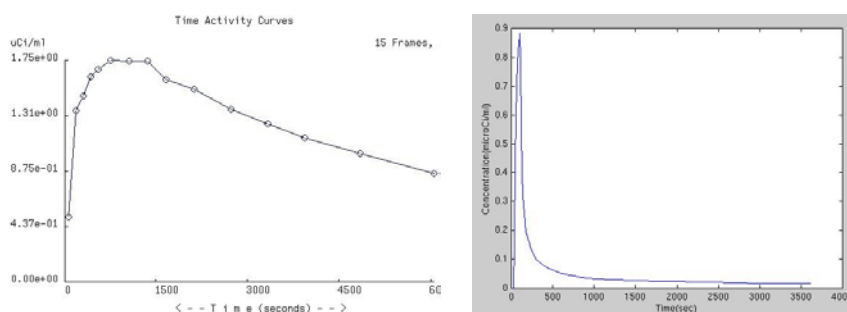 Time Activity Curves
uCi/ml
15 Frames,
1.75e+00
1.31e+00
8.75e-01
4.37e-01
0.00e+00
0 1500 3000 4500 60
< - - T i m e (seconds) - - >
0.9
0.8
0.7
0.6
0.5
0.4
0.3
0.2
0.1
0
Concentration(microCi/ml)
0 500 1000 1500 2000 2500 3000 3500 400
Time(sec)